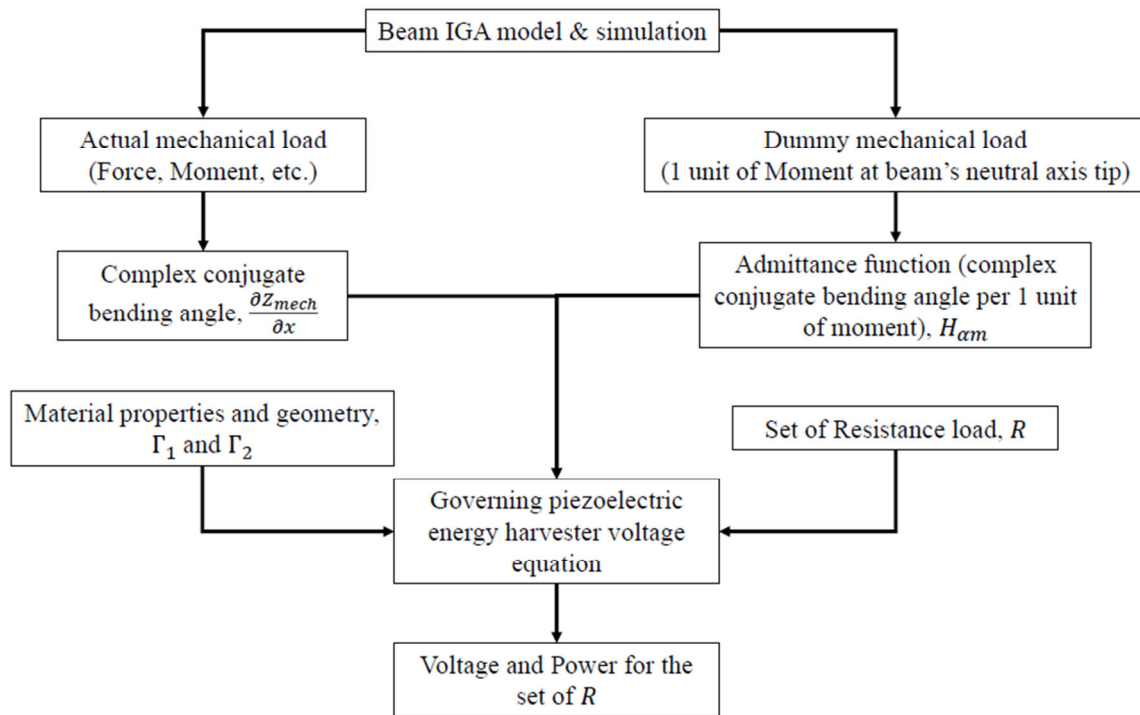 Beam IGA model & simulation
Actual mechanical load
(Force, Moment, etc.)
Dummy mechanical load
(1 unit of Moment at beam's neutral axis tip)
Complex conjugate
bending angle, ∂Z_mech/∂x
Admittance function (complex
conjugate bending angle per 1 unit
of moment), H_αm
Material properties and geometry,
Γ₁ and Γ₂
Set of Resistance load, R
Governing piezoelectric
energy harvester voltage
equation
Voltage and Power for the
set of R